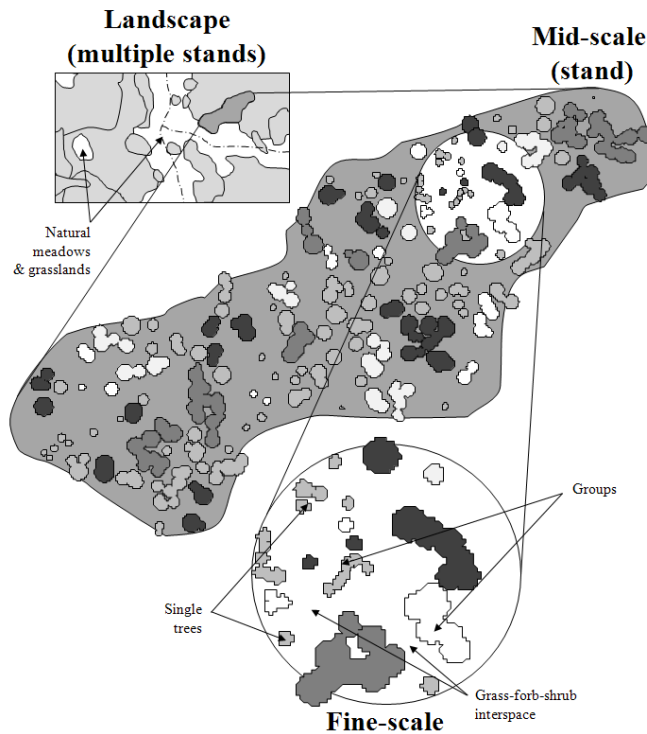 Landscape
(multiple stands)
Mid-scale
(stand)
Natural
meadows
& grasslands
Groups
Single
trees
Grass-forb-shrub
interspace
Fine-scale